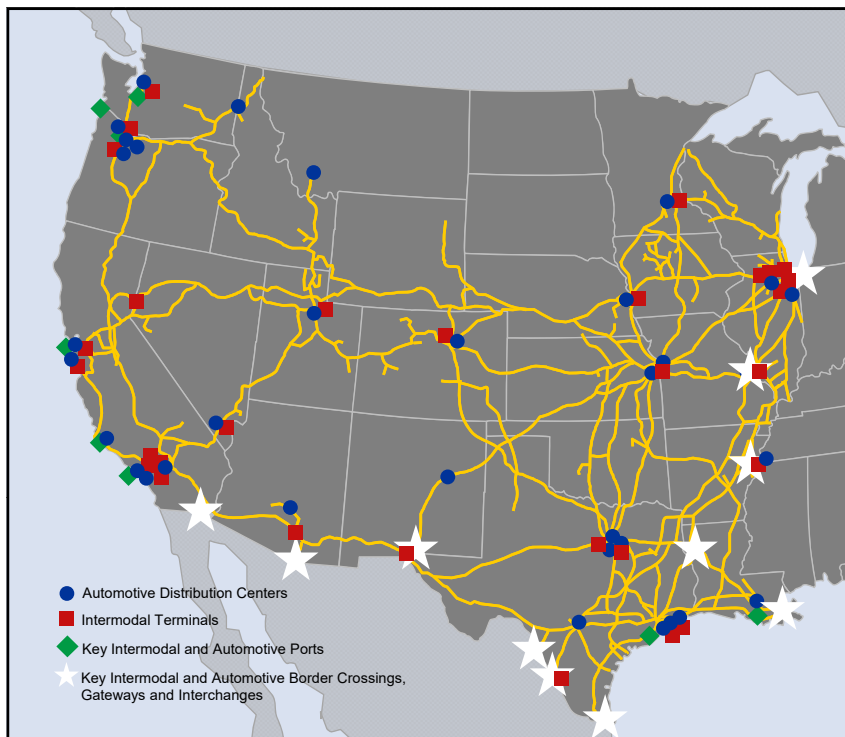 Automotive Distribution Centers
Intermodal Terminals
Key Intermodal and Automotive Ports
Key Intermodal and Automotive Border Crossings,
Gateways and Interchanges